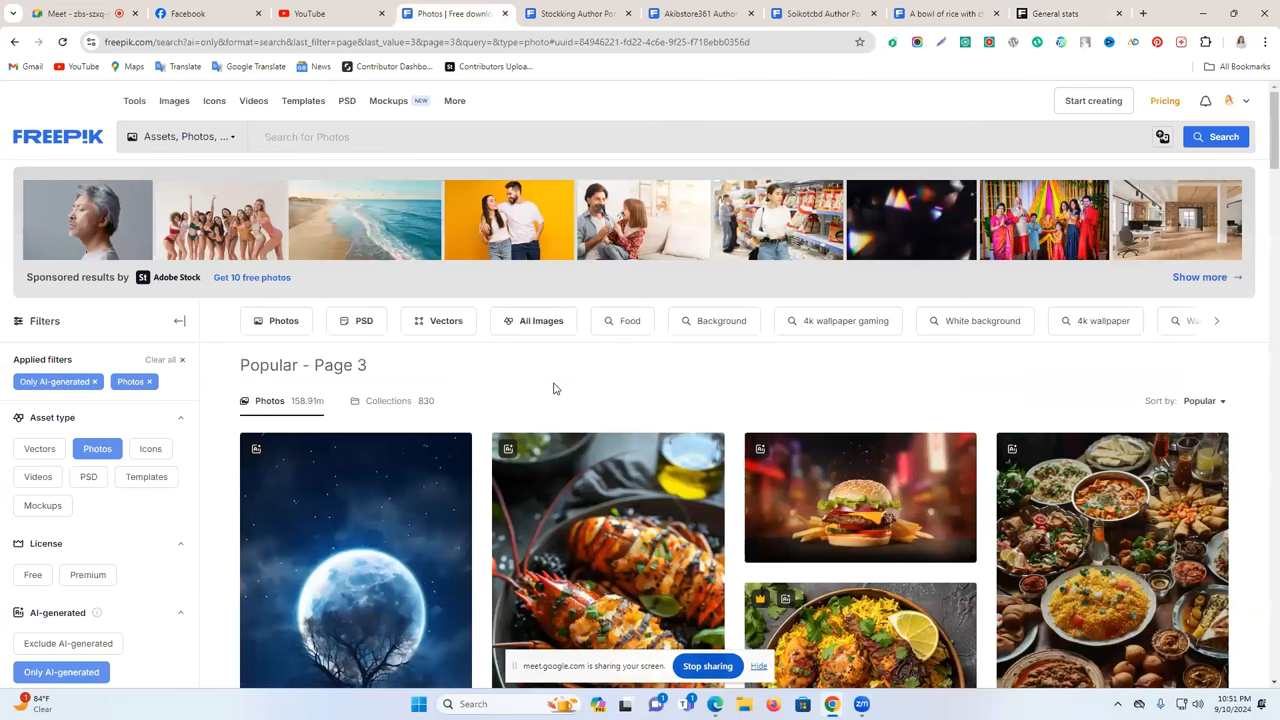 Meet - zbs-szxq-
Facebook
YouTube
Photos | Free downlo
Stockking Author Por
Akibstore31 Author
Soikotcbd Author Po
A bowl of rice with c
General stats
freepik.com/search?ai=only&format=search&last_filter=page&last_value=3&page=3&query=&type=photo#uuid=84946221-fd22-4c6e-9f25-f718ebb0356d
Gmail YouTube Maps Translate Google Translate News Contributor Dashbo... Contributors Uploa... All Bookmarks
Tools Images Icons Videos Templates PSD Mockups NEW More Start creating Pricing
FREEP!K Assets, Photos, ... Search for Photos Search
Sponsored results by St Adobe Stock Get 10 free photos Show more →
Filters Photos PSD Vectors All Images Food Background 4k wallpaper gaming White background 4k wallpaper
Applied filters Clear all ×
Only AI-generated × Photos ×
Popular - Page 3
Photos 158.91m Collections 830 Sort by: Popular
Asset type
Vectors Photos Icons
Videos PSD Templates
Mockups
License
Free Premium
AI-generated
Exclude AI-generated
Only AI-generated
meet.google.com is sharing your screen. Stop sharing Hide
84°F
Clear
Search
10:51 PM
9/10/2024